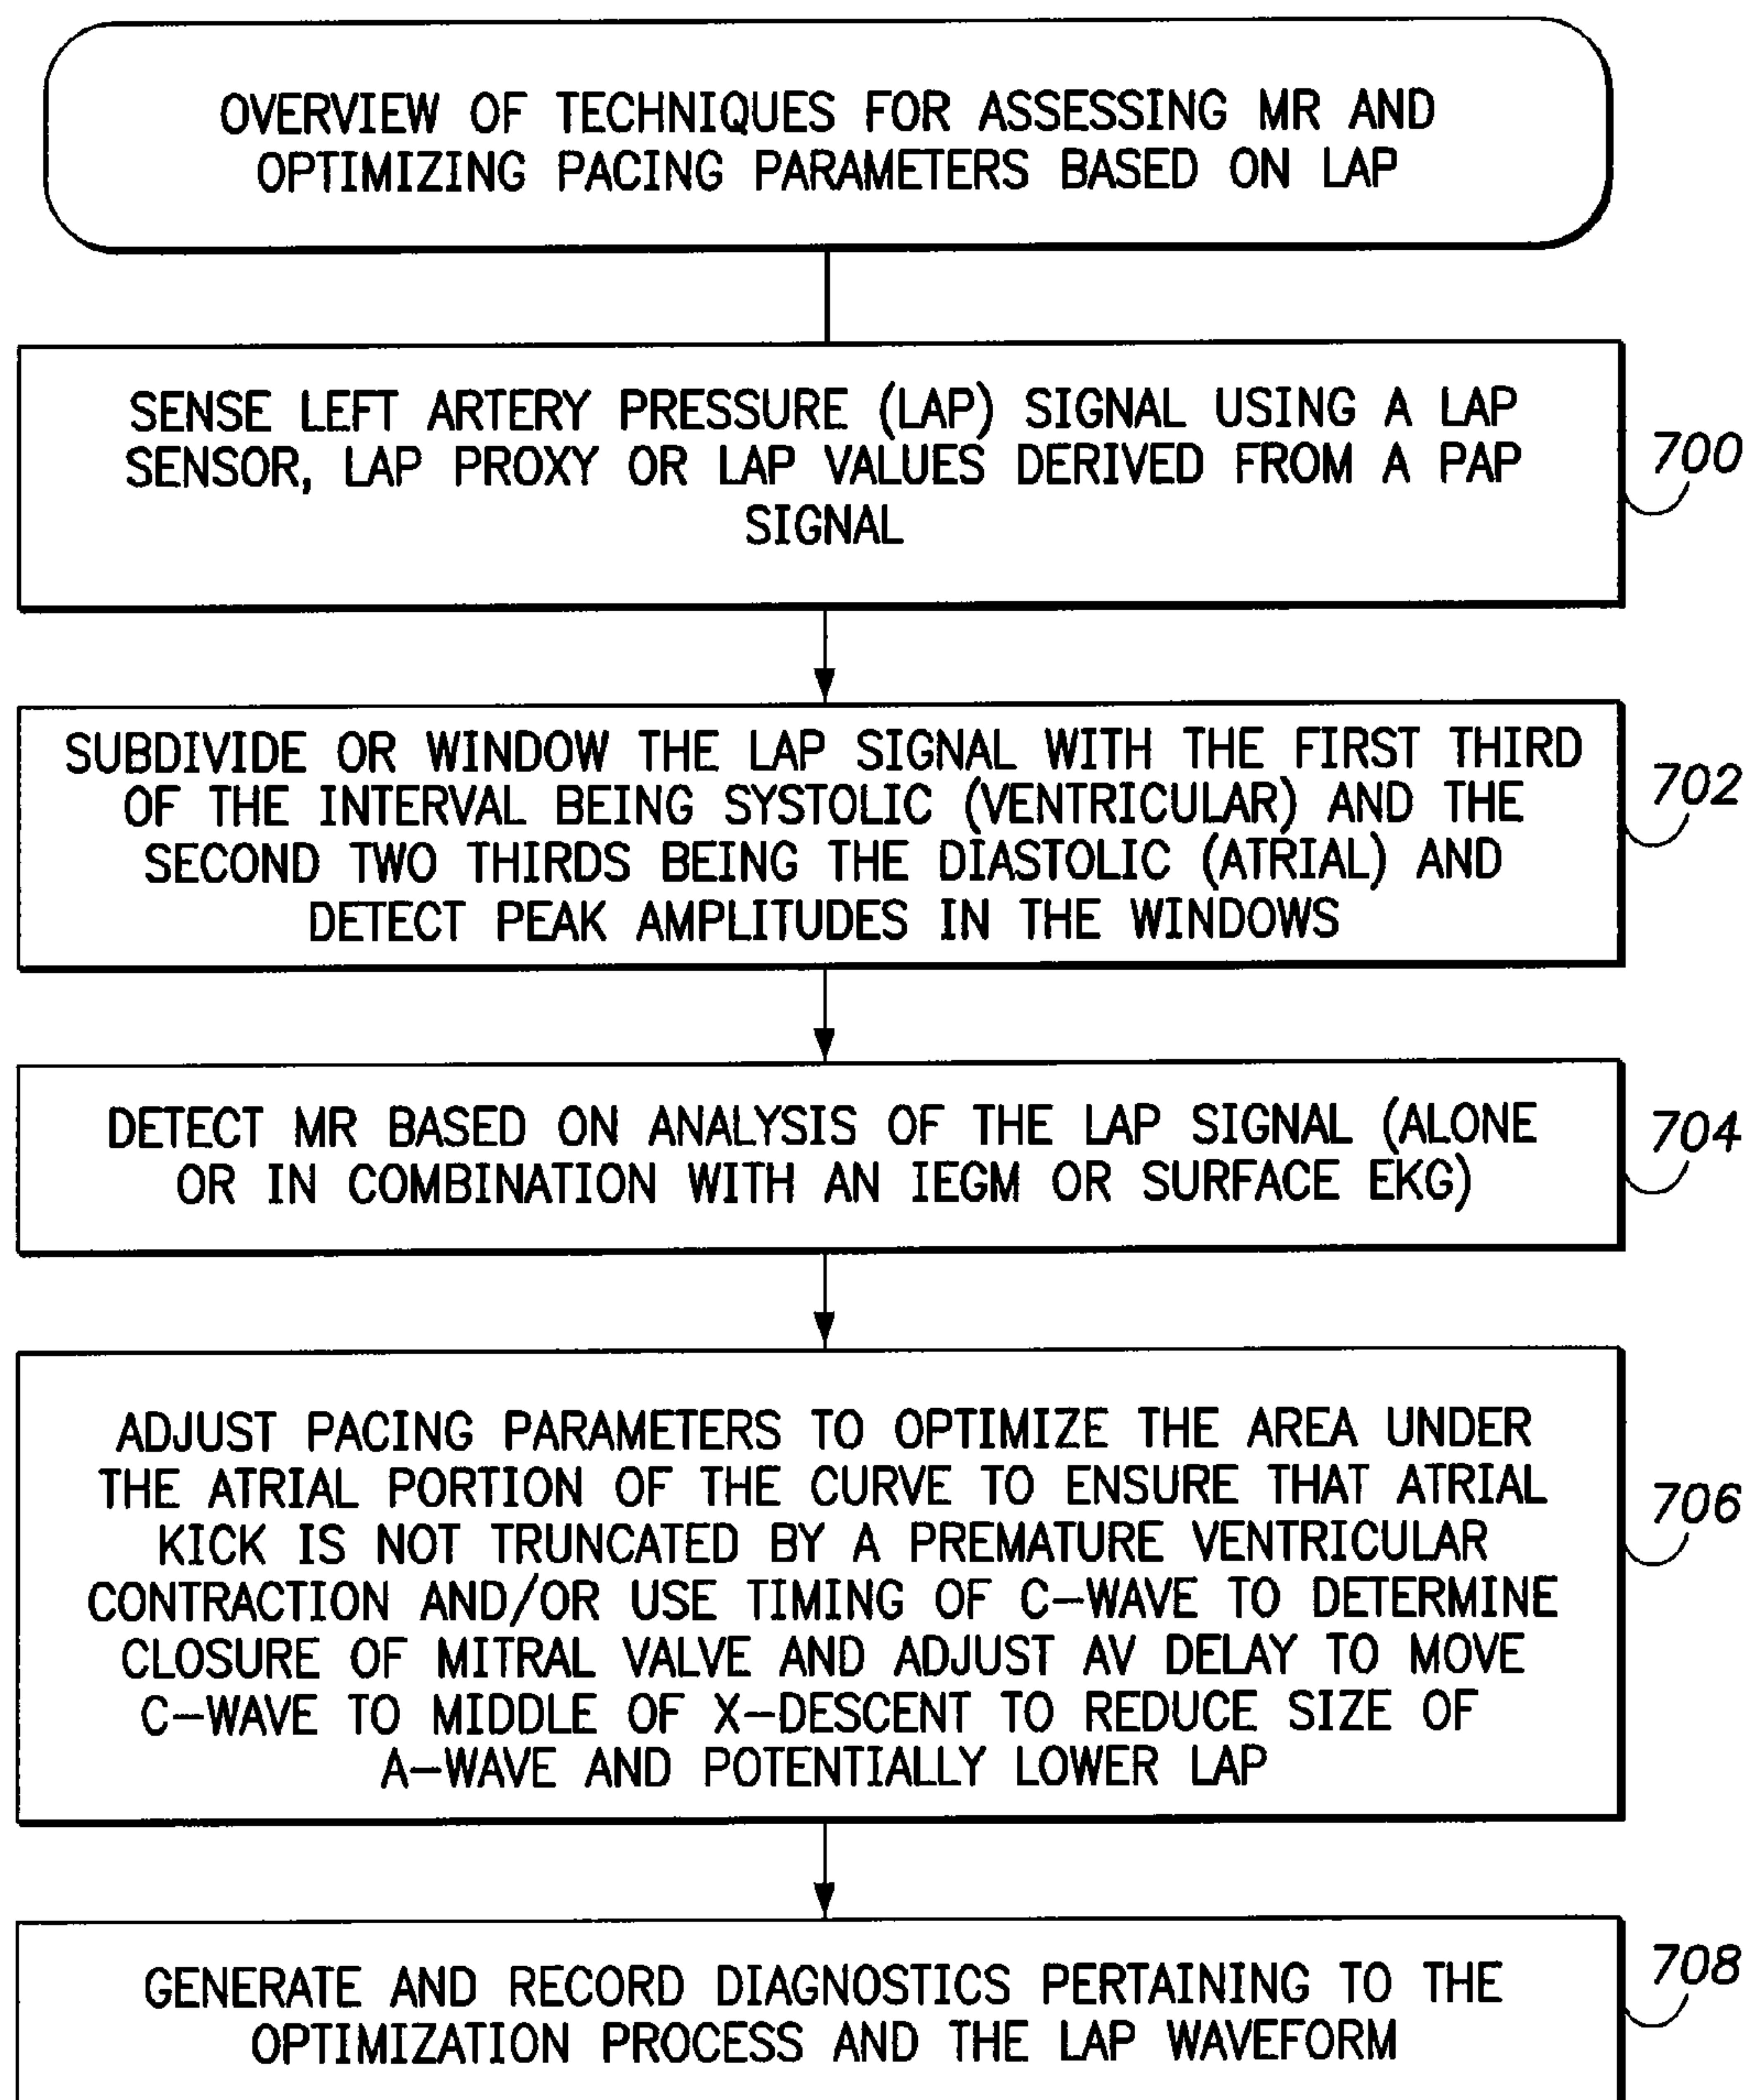 OVERVIEW OF TECHNIQUES FOR ASSESSING MR AND
OPTIMIZING PACING PARAMETERS BASED ON LAP
SENSE LEFT ARTERY PRESSURE (LAP) SIGNAL USING A LAP
SENSOR, LAP PROXY OR LAP VALUES DERIVED FROM A PAP
SIGNAL
700
SUBDIVIDE OR WINDOW THE LAP SIGNAL WITH THE FIRST THIRD
OF THE INTERVAL BEING SYSTOLIC (VENTRICULAR) AND THE
SECOND TWO THIRDS BEING THE DIASTOLIC (ATRIAL) AND
DETECT PEAK AMPLITUDES IN THE WINDOWS
702
DETECT MR BASED ON ANALYSIS OF THE LAP SIGNAL (ALONE
OR IN COMBINATION WITH AN IEGM OR SURFACE EKG)
704
ADJUST PACING PARAMETERS TO OPTIMIZE THE AREA UNDER
THE ATRIAL PORTION OF THE CURVE TO ENSURE THAT ATRIAL
KICK IS NOT TRUNCATED BY A PREMATURE VENTRICULAR
CONTRACTION AND/OR USE TIMING OF C-WAVE TO DETERMINE
CLOSURE OF MITRAL VALVE AND ADJUST AV DELAY TO MOVE
C-WAVE TO MIDDLE OF X-DESCENT TO REDUCE SIZE OF
A-WAVE AND POTENTIALLY LOWER LAP
706
GENERATE AND RECORD DIAGNOSTICS PERTAINING TO THE
OPTIMIZATION PROCESS AND THE LAP WAVEFORM
708